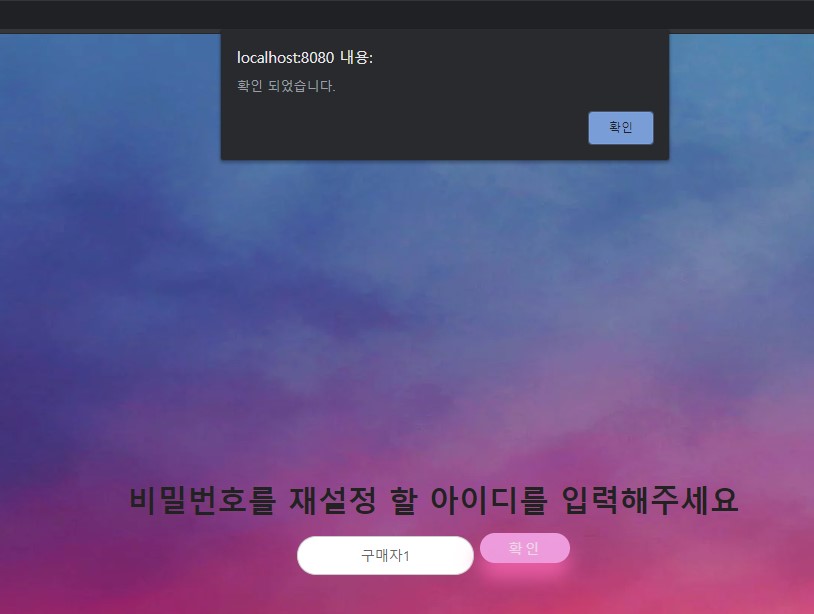 localhost:8080 내용:
확인 되었습니다.
확인
비밀번호를 재설정 할 아이디를 입력해주세요
구매자1
확인